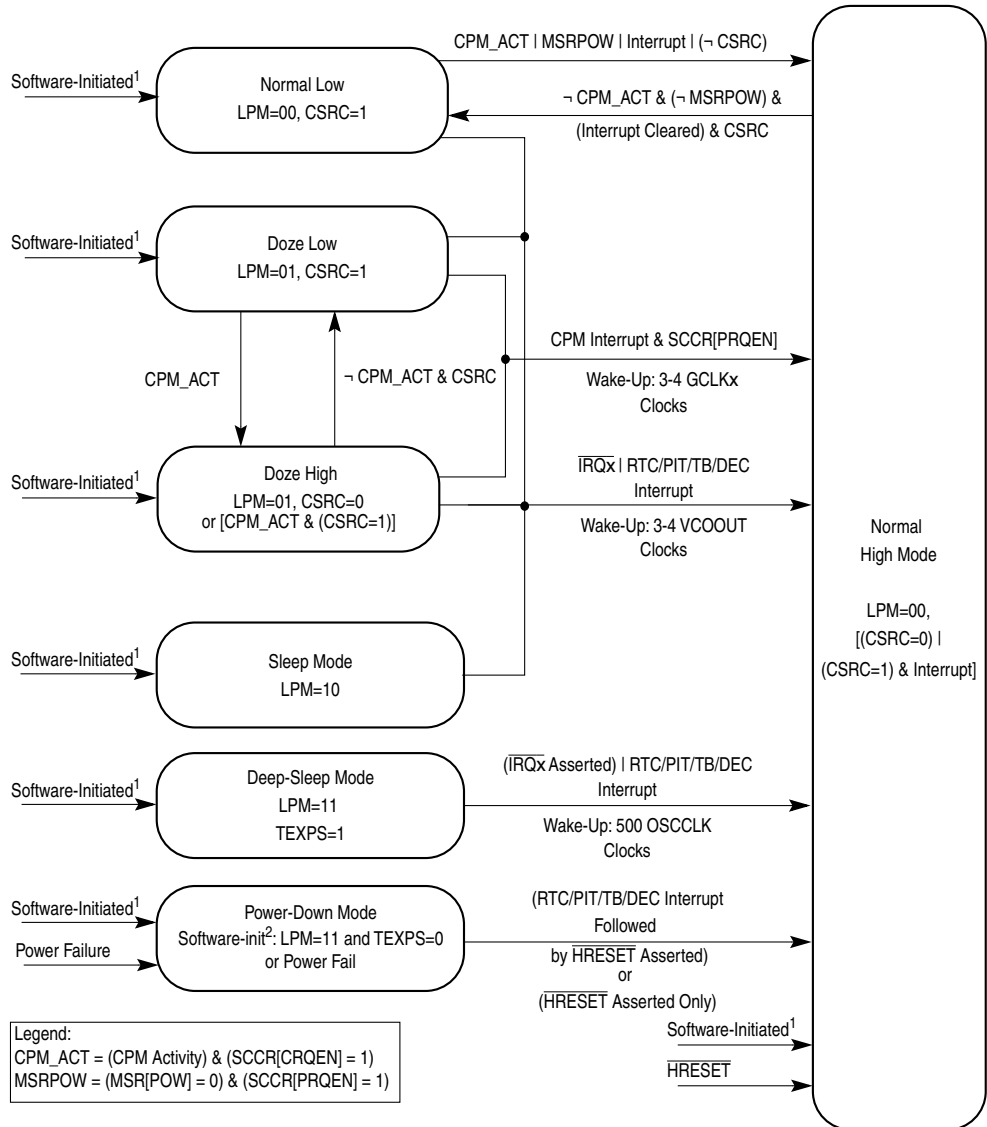 CPM_ACT | MSRPOW | Interrupt | (¬ CSRC)
Software-Initiated1
Normal Low
LPM=00, CSRC=1
¬ CPM_ACT & (¬ MSRPOW) &
(Interrupt Cleared) & CSRC
Software-Initiated1
Doze Low
LPM=01, CSRC=1
CPM_ACT
¬ CPM_ACT & CSRC
CPM Interrupt & SCCR[PRQEN]
Wake-Up: 3-4 GCLKx
Clocks
Software-Initiated1
Doze High
LPM=01, CSRC=0
or [CPM_ACT & (CSRC=1)]
IRQx | RTC/PIT/TB/DEC
Interrupt
Wake-Up: 3-4 VCOOUT
Clocks
Normal
High Mode
LPM=00,
[(CSRC=0) |
(CSRC=1) & Interrupt]
Software-Initiated1
Sleep Mode
LPM=10
Software-Initiated1
Deep-Sleep Mode
LPM=11
TEXPS=1
(IRQx Asserted) | RTC/PIT/TB/DEC
Interrupt
Wake-Up: 500 OSCCLK
Clocks
Software-Initiated1
Power Failure
Power-Down Mode
Software-init2: LPM=11 and TEXPS=0
or Power Fail
(RTC/PIT/TB/DEC Interrupt
Followed
by HRESET Asserted)
or
(HRESET Asserted Only)
Software-Initiated1
HRESET
Legend:
CPM_ACT = (CPM Activity) & (SCCR[CRQEN] = 1)
MSRPOW = (MSR[POW] = 0) & (SCCR[PRQEN] = 1)